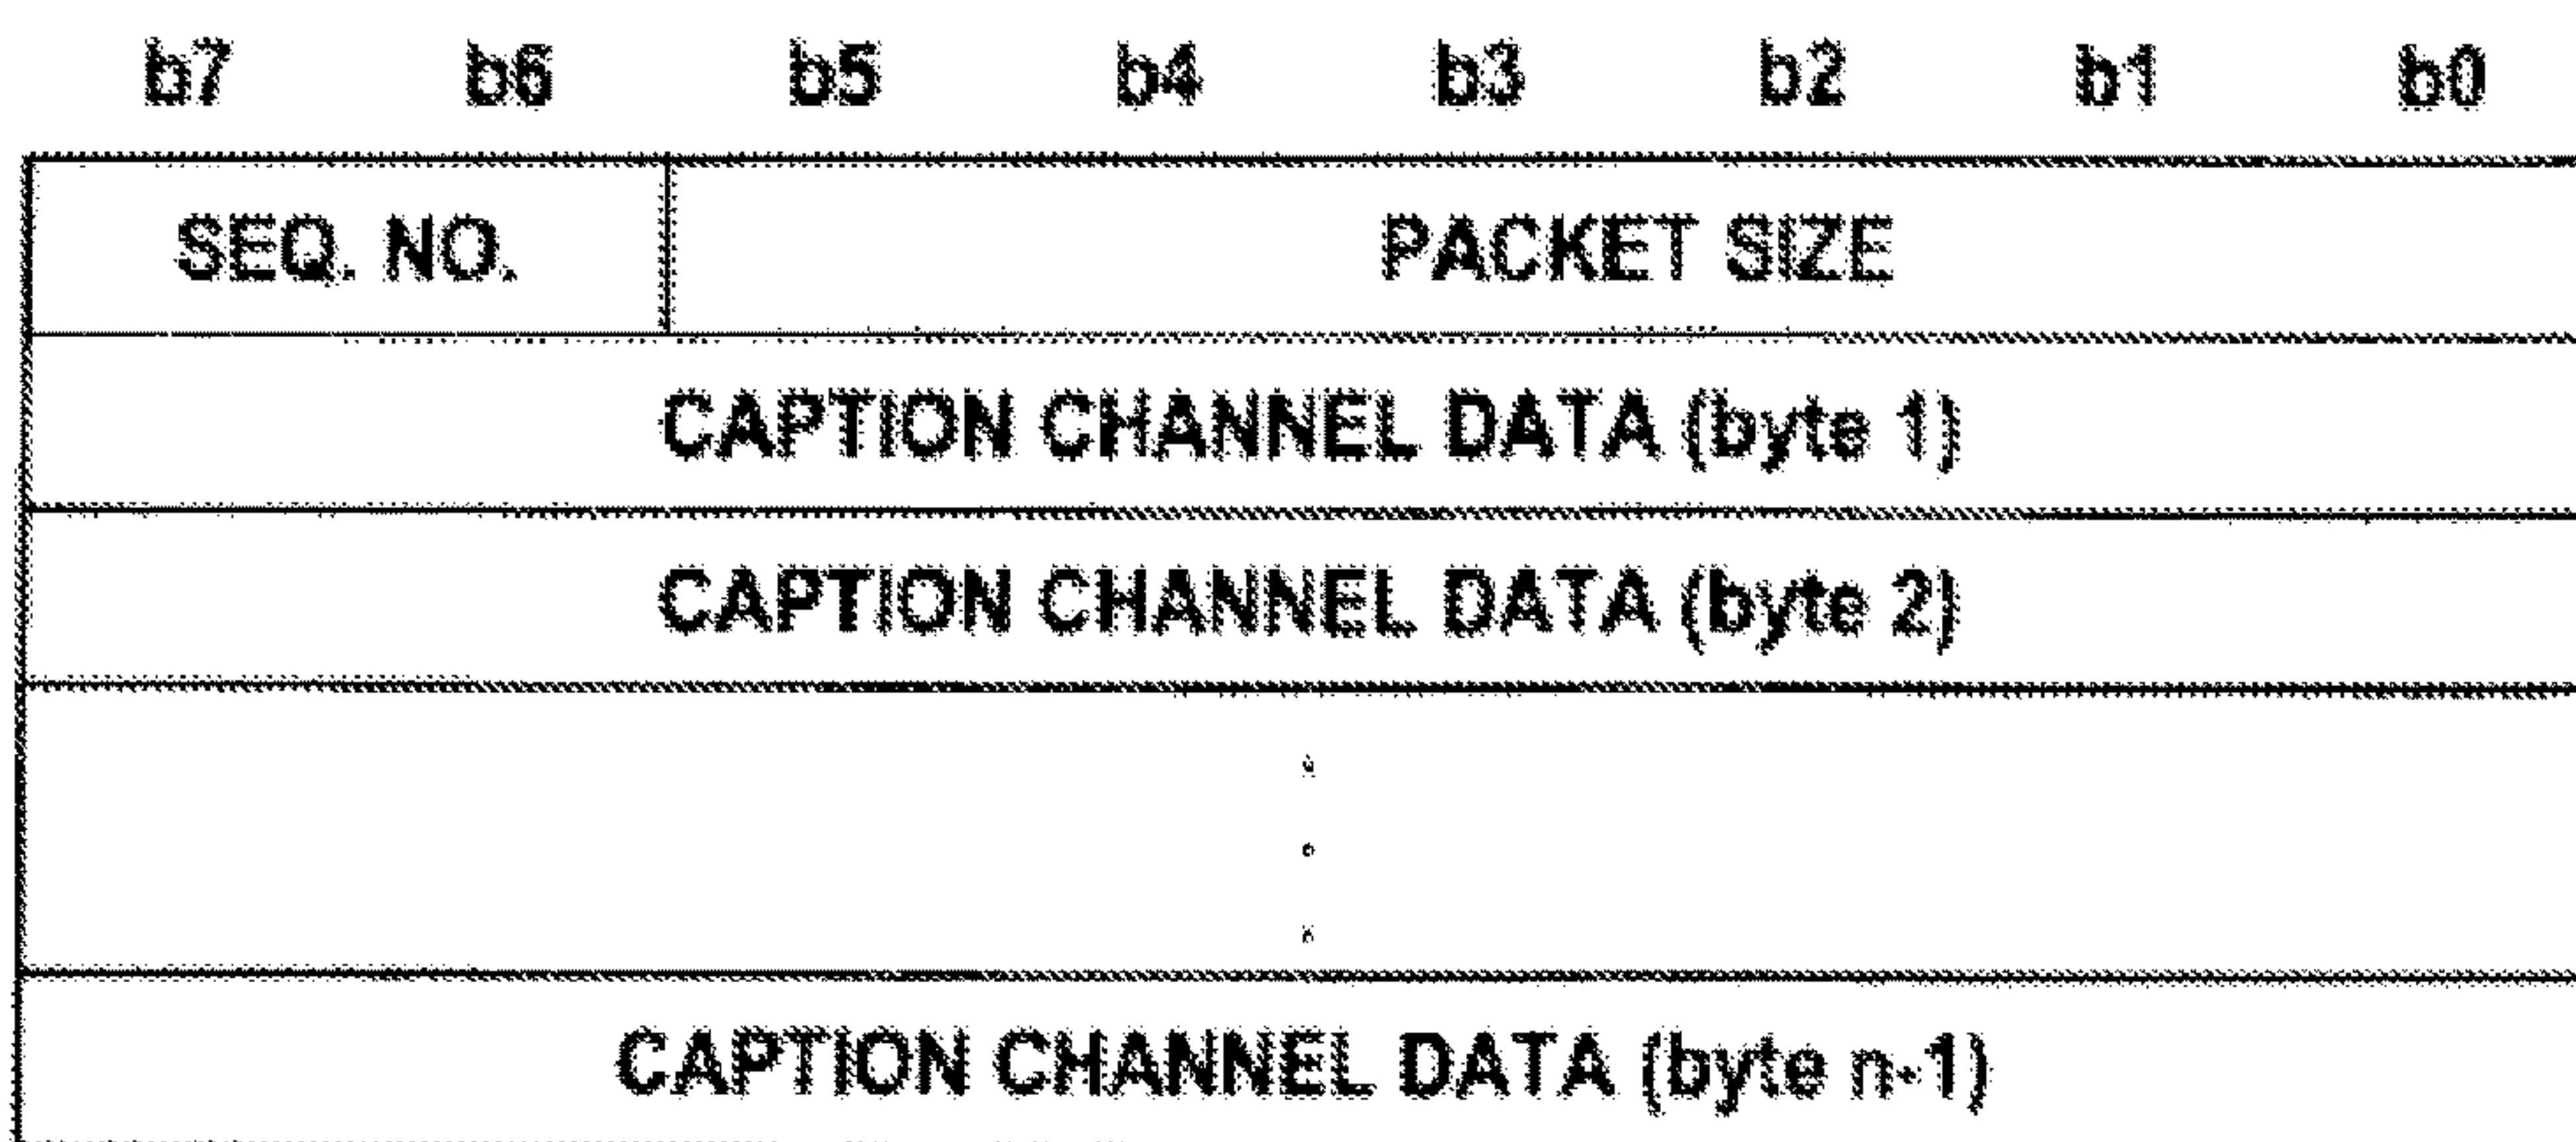 b7 b6 b5 b4 b3 b2 b1 b0
SEQ. NO. PACKET SIZE
CAPTION CHANNEL DATA (byte 1)
CAPTION CHANNEL DATA (byte 2)
CAPTION CHANNEL DATA (byte n-1)